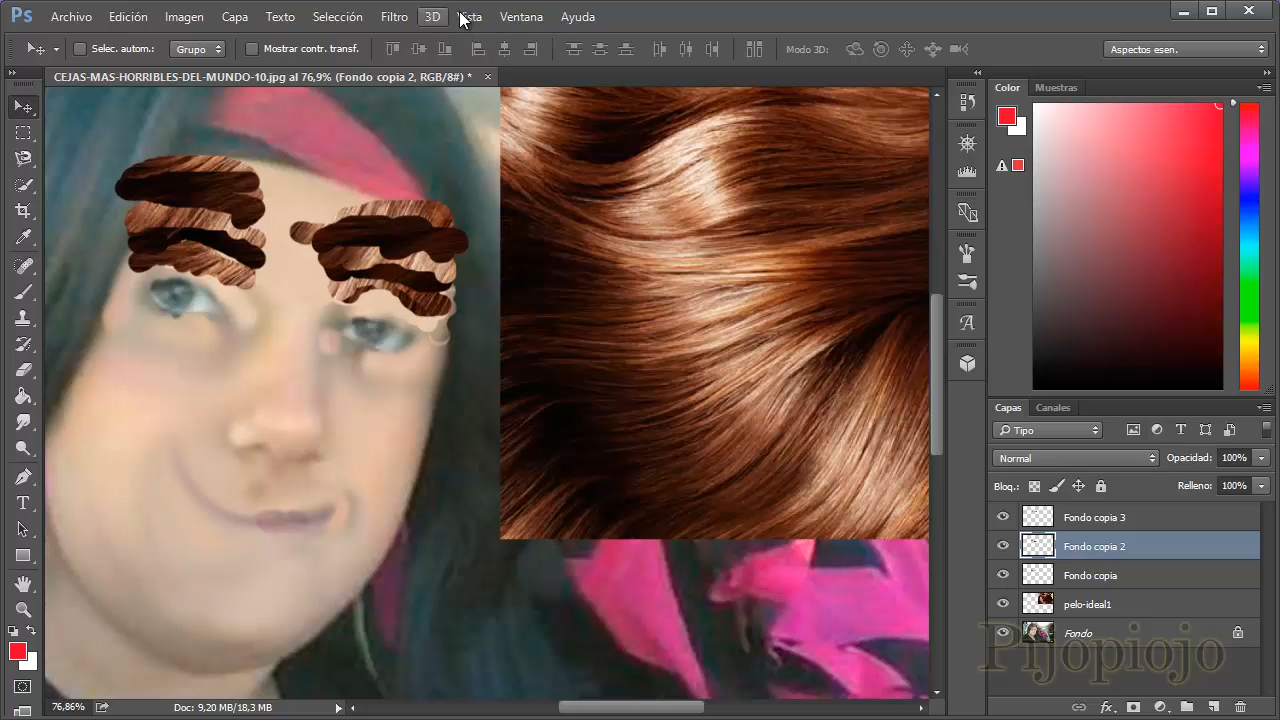 Ps Archivo Edición Imagen Capa Texto Selección Filtro 3D Vista Ventana Ayuda
Selec. autom.: Grupo Mostrar contr. transf. Modo 3D: Aspectos esen.
CEJAS-MAS-HORRIBLES-DEL-MUNDO-10.jpg al 76,9% (Fondo copia 2, RGB/8#) *
Color Muestras
Capas Canales
Tipo
Normal Opacidad: 100%
Bloq.: Relleno: 100%
Fondo copia 3
Fondo copia 2
Fondo copia
pelo-ideal1
Fondo
Pijopiojo
76,86% Doc: 9,20 MB/18,3 MB